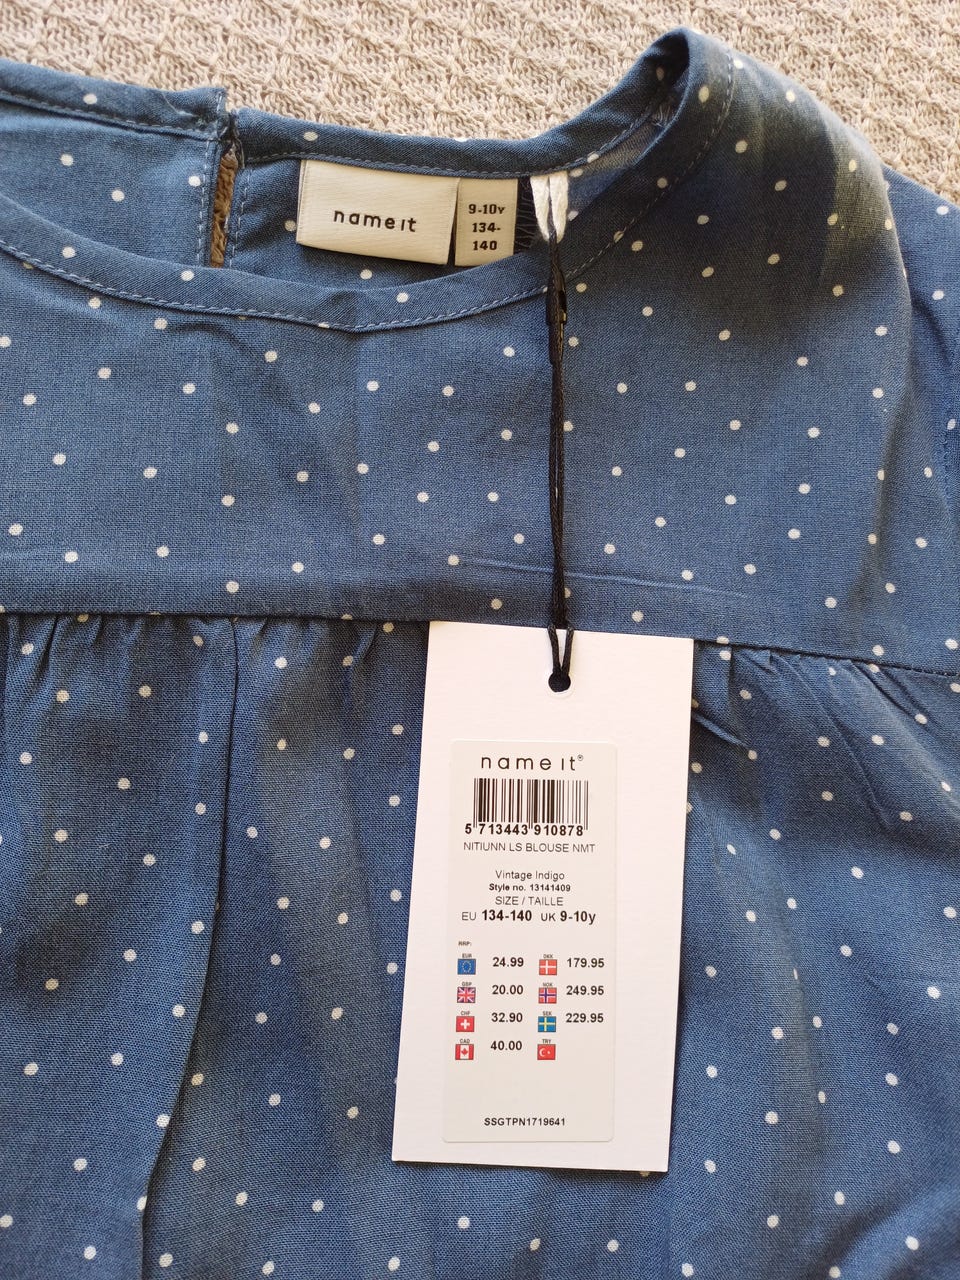 name it
9-10Y
134-
140
name it®
5 713443 910878
NITIUNN LS BLOUSE NMT
Vintage Indigo
Style no. 13141409
SIZE / TAILLE
EU 134-140 UK 9-10y
RRP:
EUR 24.99 DKK 179.95
GBP 20.00 NOK 249.95
CHF 32.90 SEK 229.95
CAD 40.00 TRY
SSGTPN1719641